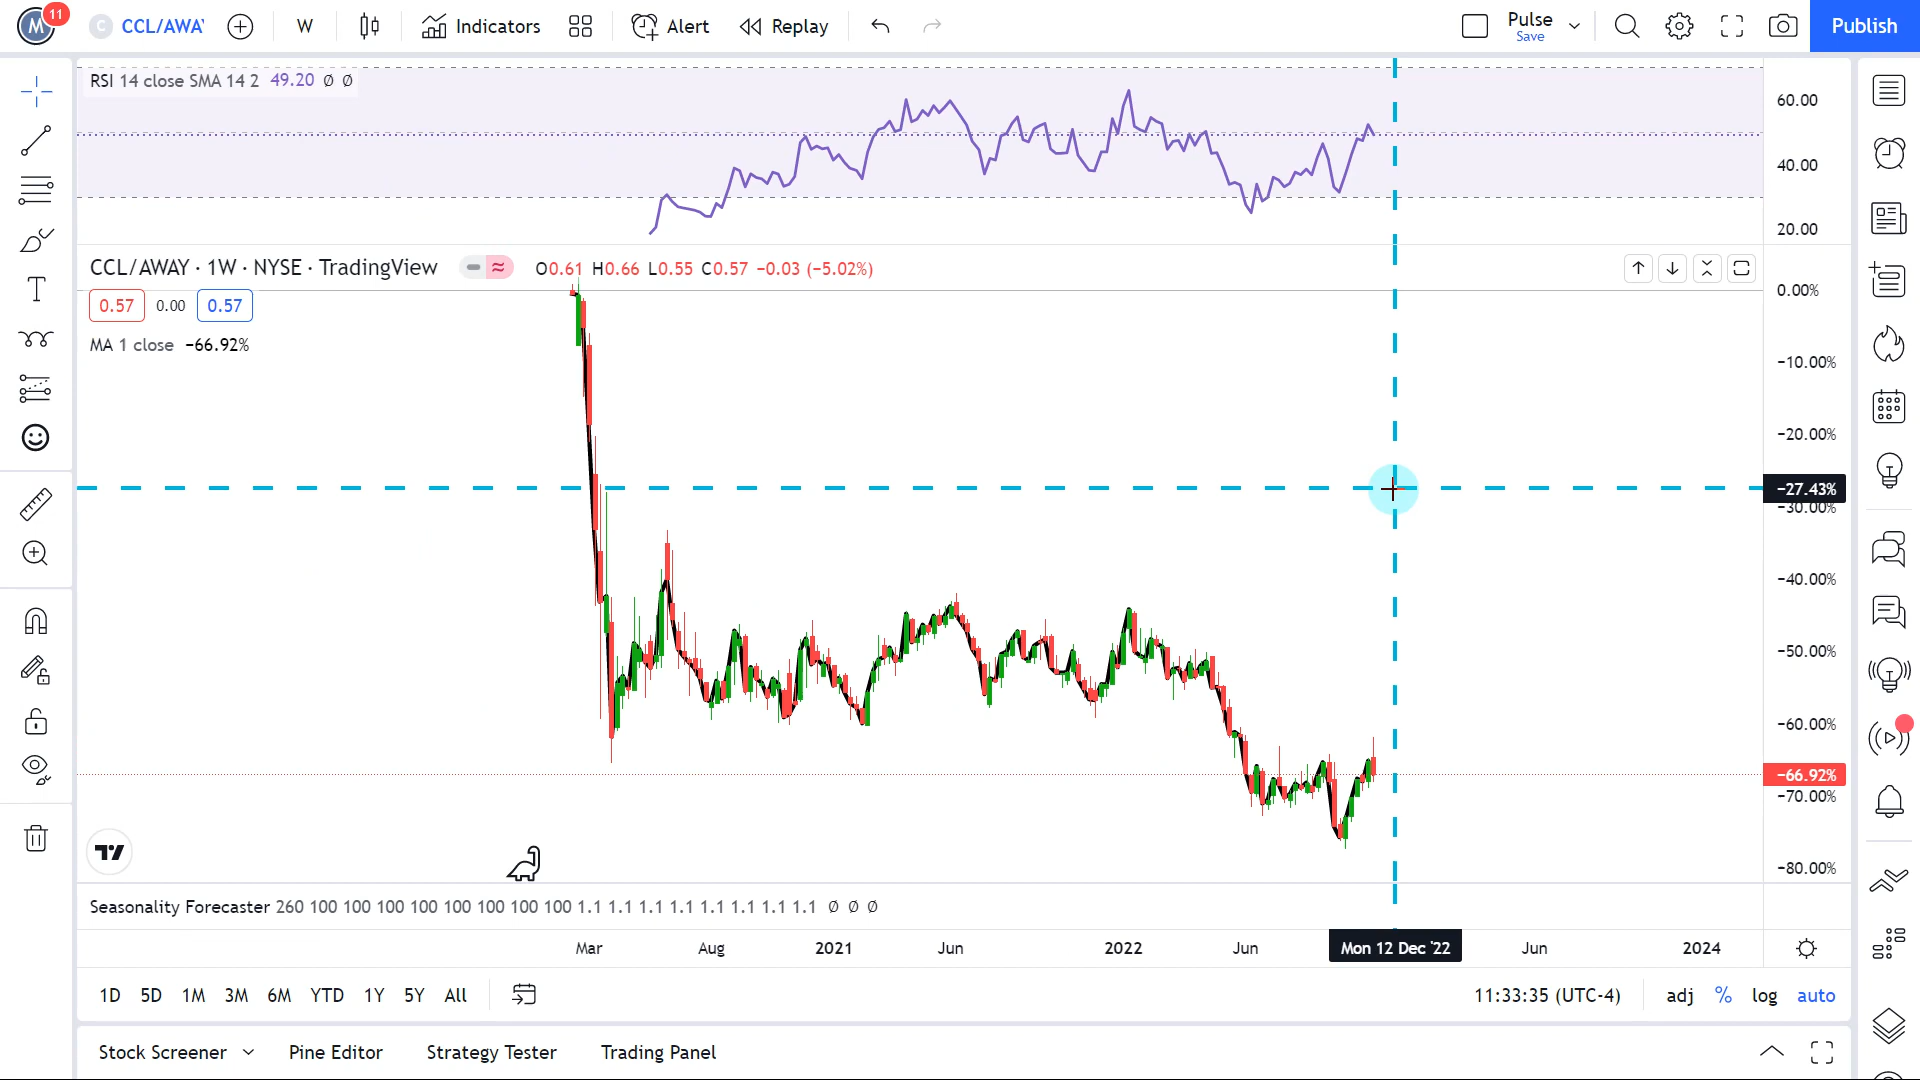 M 11 C CCL/AWA W Indicators Alert Replay Pulse Save Publish
RSI 14 close SMA 14 2 49.20 Ø Ø
60.00
40.00
20.00
CCL/AWAY · 1W · NYSE · TradingView O0.61 H0.66 L0.55 C0.57 −0.03 (−5.02%)
0.57 0.00 0.57
MA 1 close −66.92%
0.00%
−10.00%
−20.00%
−27.43%
−30.00%
−40.00%
−50.00%
−60.00%
−66.92%
−70.00%
−80.00%
Seasonality Forecaster 260 100 100 100 100 100 100 100 100 1.1 1.1 1.1 1.1 1.1 1.1 1.1 1.1 Ø Ø Ø
Mar Aug 2021 Jun 2022 Jun Mon 12 Dec '22 Jun 2024
1D 5D 1M 3M 6M YTD 1Y 5Y All 11:33:35 (UTC-4) adj % log auto
Stock Screener Pine Editor Strategy Tester Trading Panel